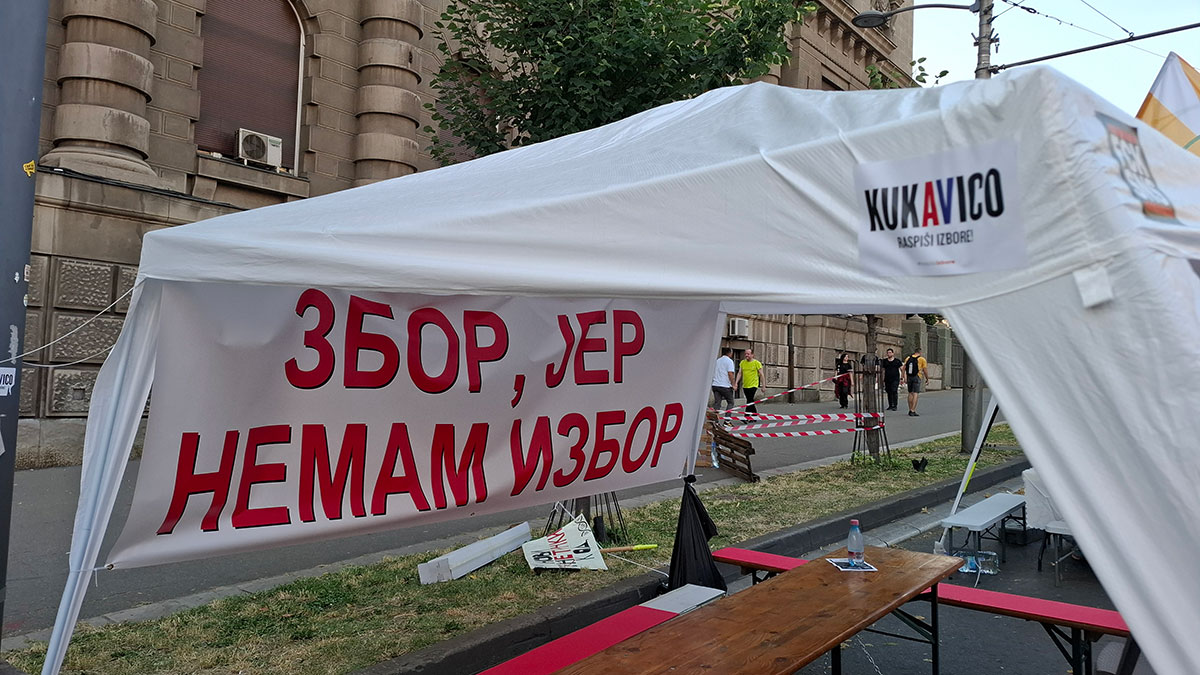 ЗБОР, ЈЕР
НЕМАМ ИЗБОР
KUKAVICO
RASPIŠI IZBORE!